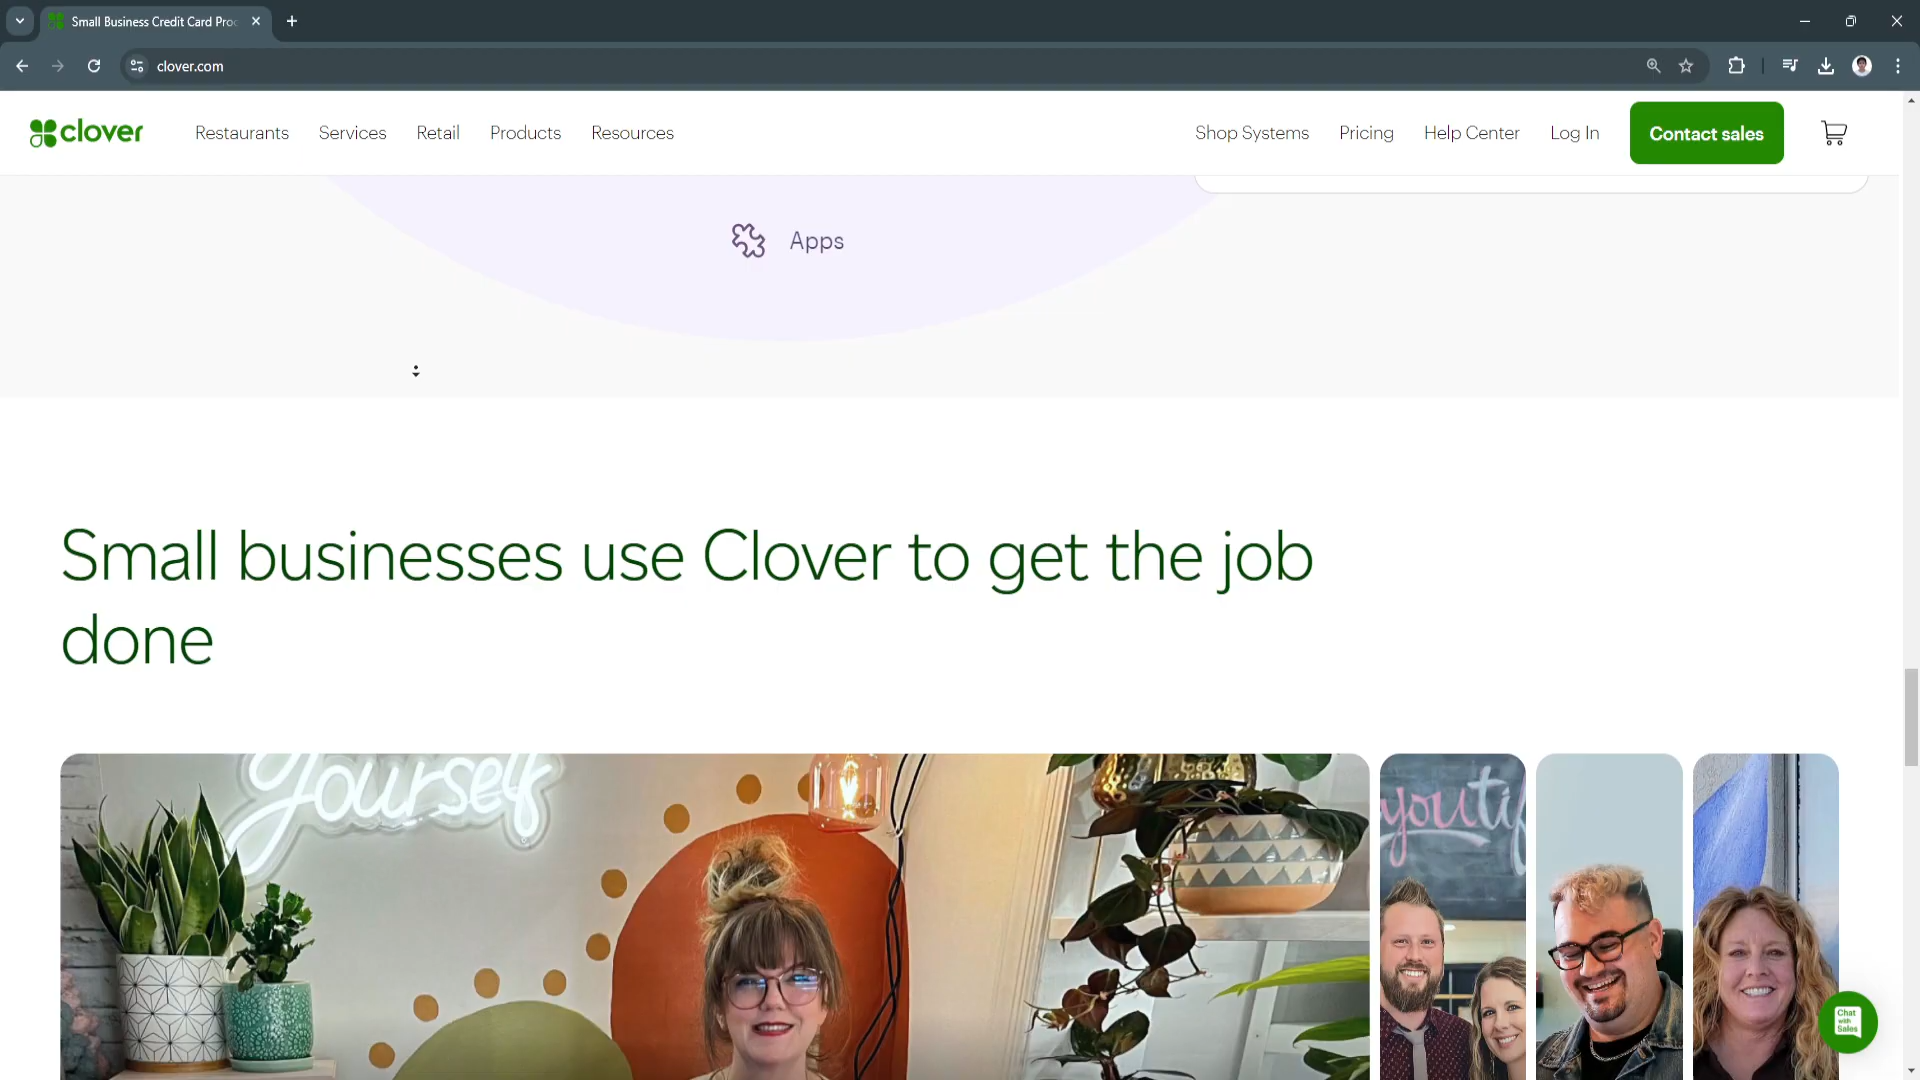 Small Business Credit Card Proc
clover.com
clover
Restaurants
Services
Retail
Products
Resources
Shop Systems
Pricing
Help Center
Log In
Contact sales
Apps
Small businesses use Clover to get the job
done
yourself
youtif
Chat
with
Sales